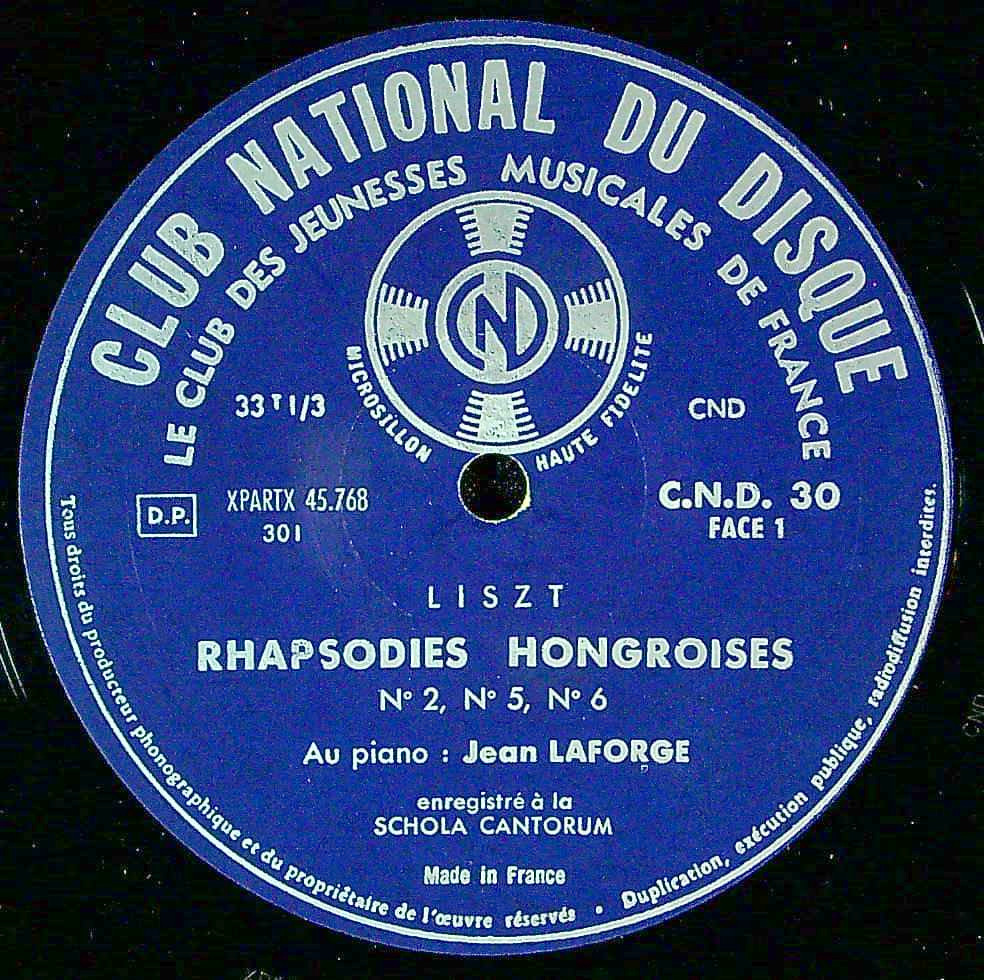 CLUB NATIONAL DU DISQUE
LE CLUB DES JEUNESSES MUSICALES DE FRANCE
CN
MICROSILLON HAUTE FIDELITE
33 T 1/3
CND
D.P.
XPARTX 45.768
301
C.N.D. 30
FACE 1
LISZT
RHAPSODIES HONGROISES
N° 2, N° 5, N° 6
Au piano : Jean LAFORGE
enregistré à la
SCHOLA CANTORUM
Made in France
Tous droits du producteur phonographique et du propriétaire de l'œuvre réservés • Duplication, exécution publique, radiodiffusion interdites.
CND